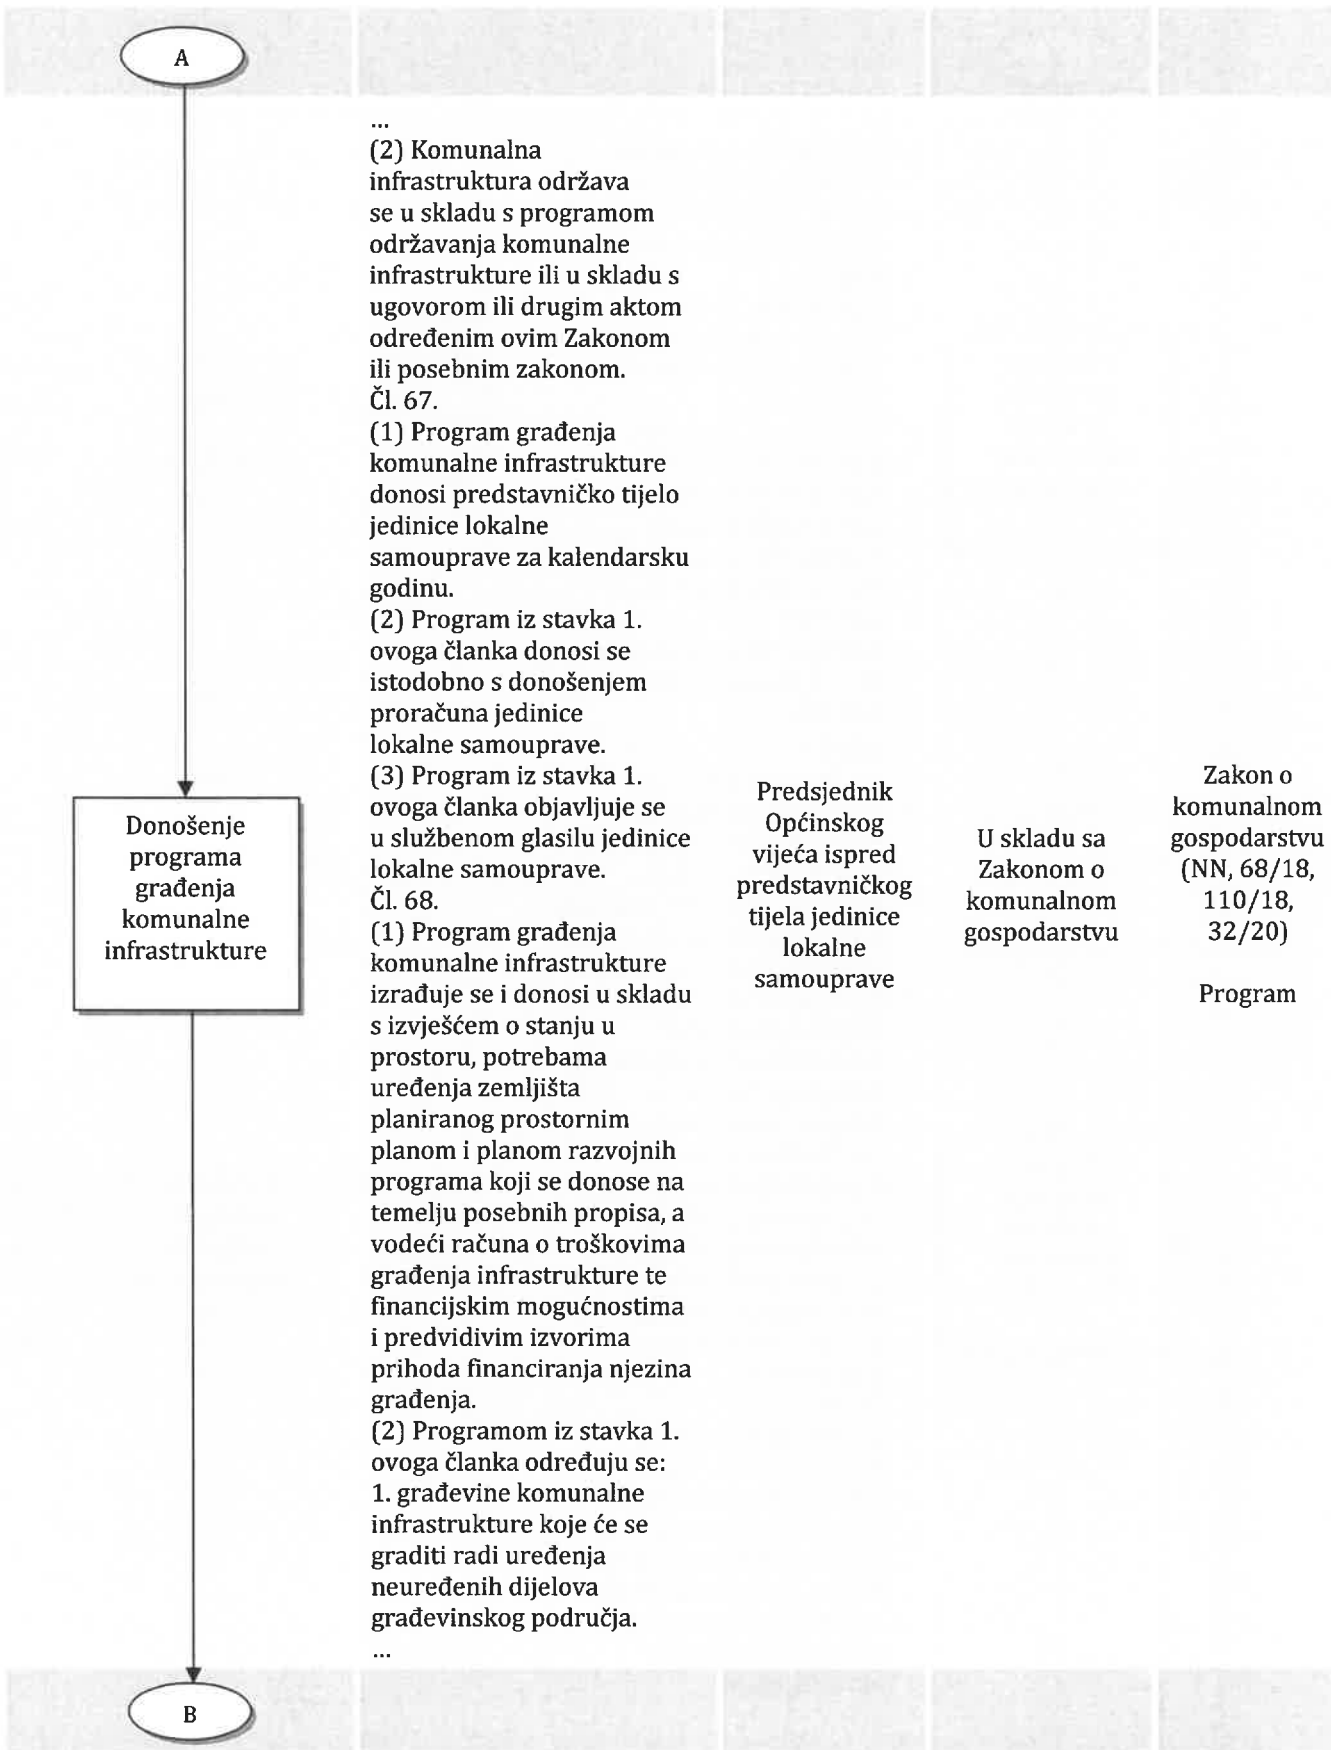 A
...
(2) Komunalna
infrastruktura održava
se u skladu s programom
održavanja komunalne
infrastrukture ili u skladu s
ugovorom ili drugim aktom
određenim ovim Zakonom
ili posebnim zakonom.
Čl. 67.
(1) Program građenja
komunalne infrastrukture
donosi predstavničko tijelo
jedinice lokalne
samouprave za kalendarsku
godinu.
(2) Program iz stavka 1.
ovoga članka donosi se
istodobno s donošenjem
proračuna jedinice
lokalne samouprave.
(3) Program iz stavka 1.
ovoga članka objavljuje se
u službenom glasilu jedinice
lokalne samouprave.
Čl. 68.
(1) Program građenja
komunalne infrastrukture
izrađuje se i donosi u skladu
s izvješćem o stanju u
prostoru, potrebama
uređenja zemljišta
planiranog prostornim
planom i planom razvojnih
programa koji se donose na
temelju posebnih propisa, a
vodeći računa o troškovima
građenja infrastrukture te
financijskim mogućnostima
i predvidivim izvorima
prihoda financiranja njezina
građenja.
(2) Programom iz stavka 1.
ovoga članka određuju se:
1. građevine komunalne
infrastrukture koje će se
graditi radi uređenja
neuređenih dijelova
građevinskog područja.
...
Donošenje
programa
građenja
komunalne
infrastrukture
Predsjednik
Općinskog
vijeća ispred
predstavničkog
tijela jedinice
lokalne
samouprave
U skladu sa
Zakonom o
komunalnom
gospodarstvu
Zakon o
komunalnom
gospodarstvu
(NN, 68/18,
110/18,
32/20)
Program
B